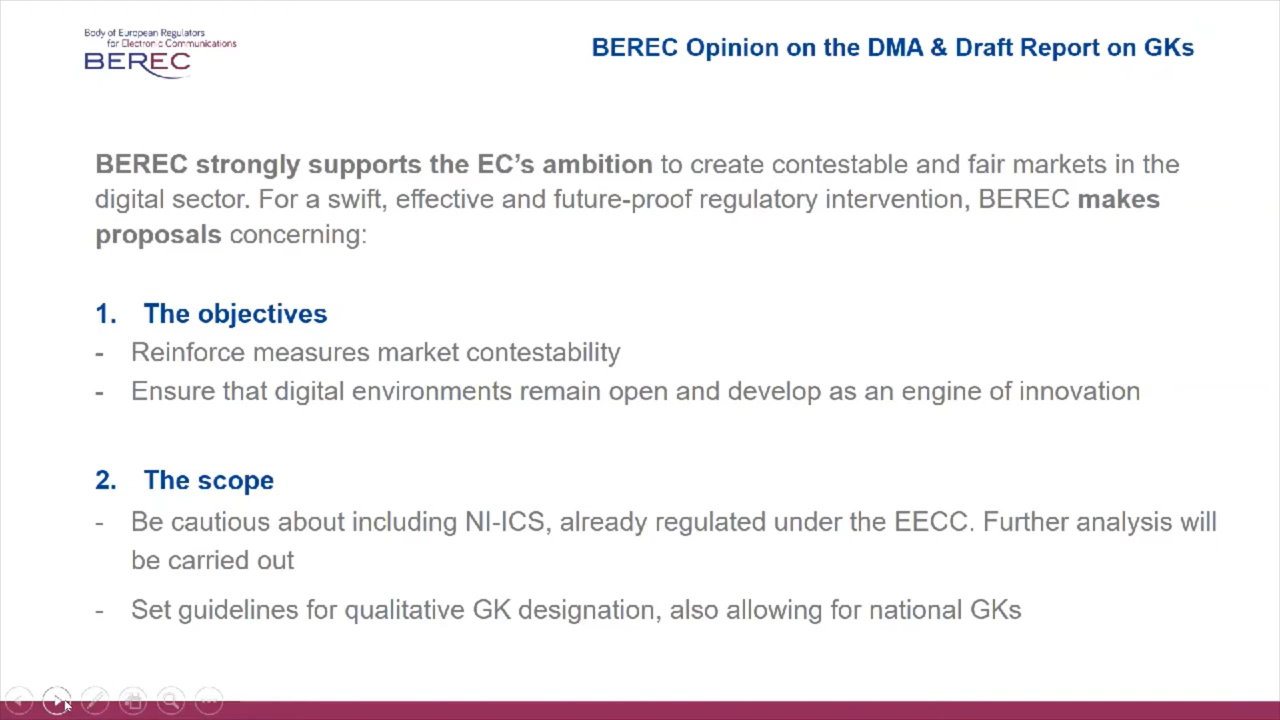 Body of European Regulators
for Electronic Communications
BEREC
BEREC Opinion on the DMA & Draft Report on GKs
BEREC strongly supports the EC's ambition to create contestable and fair markets in the
digital sector. For a swift, effective and future-proof regulatory intervention, BEREC makes
proposals concerning:
1. The objectives
- Reinforce measures market contestability
- Ensure that digital environments remain open and develop as an engine of innovation
2. The scope
- Be cautious about including NI-ICS, already regulated under the EECC. Further analysis will
be carried out
- Set guidelines for qualitative GK designation, also allowing for national GKs